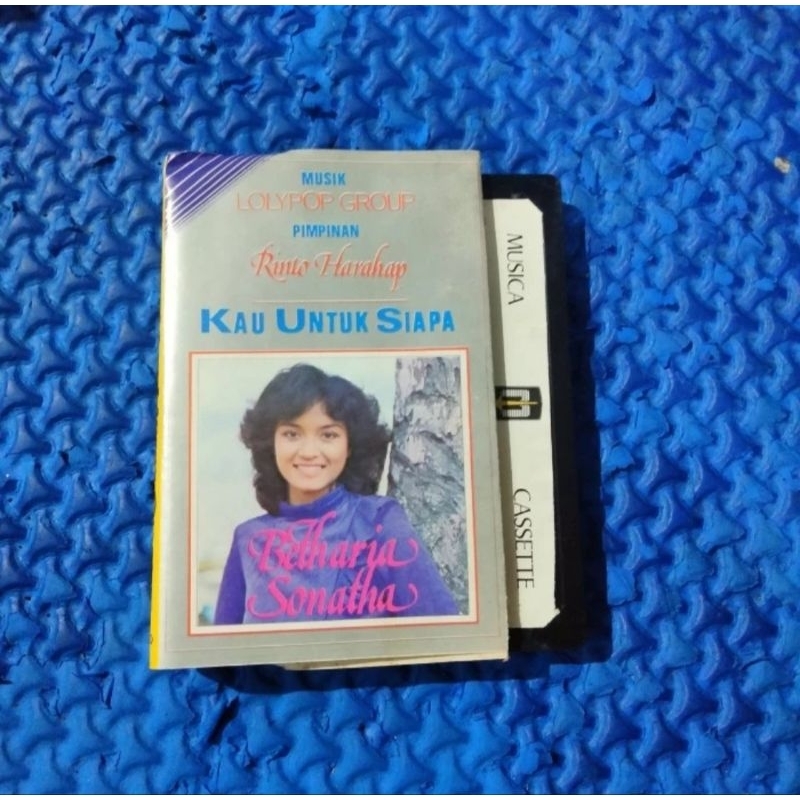 MUSIK
LOLYPOP GROUP
PIMPINAN
Rinto Harahap
KAU UNTUK SIAPA
Betharia
Sonatha
MUSICA
CASSETTE